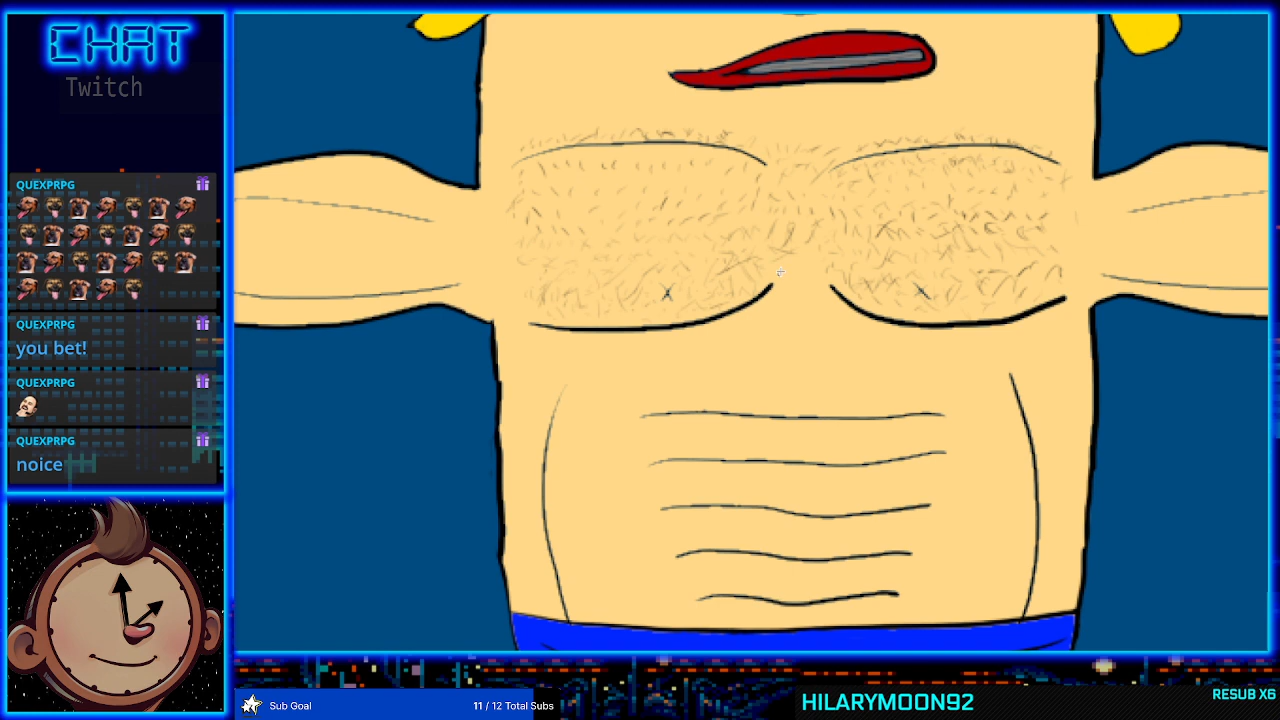 CHAT
Twitch
QUEXPRPG
QUEXPRPG
you bet!
QUEXPRPG
QUEXPRPG
noice
Sub Goal
11 / 12 Total Subs
HILARYMOON92
RESUB X6